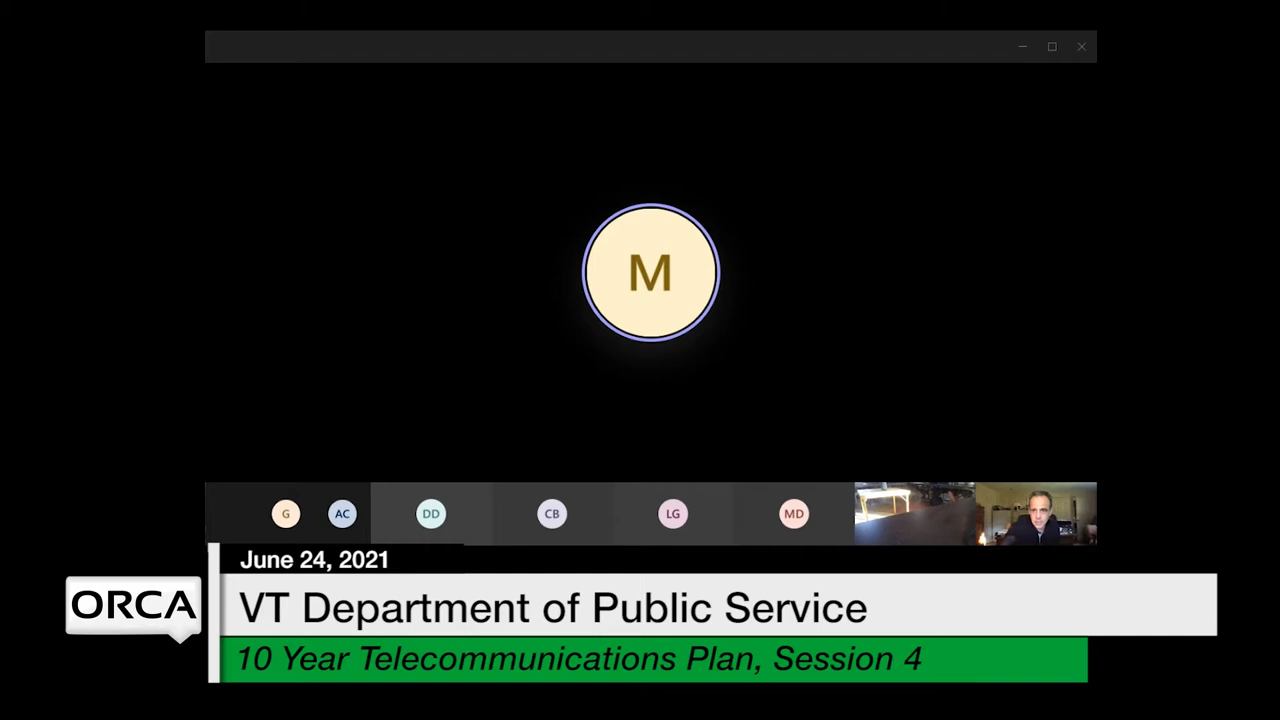 M
G AC DD CB LG MD
June 24, 2021
ORCA
VT Department of Public Service
10 Year Telecommunications Plan, Session 4